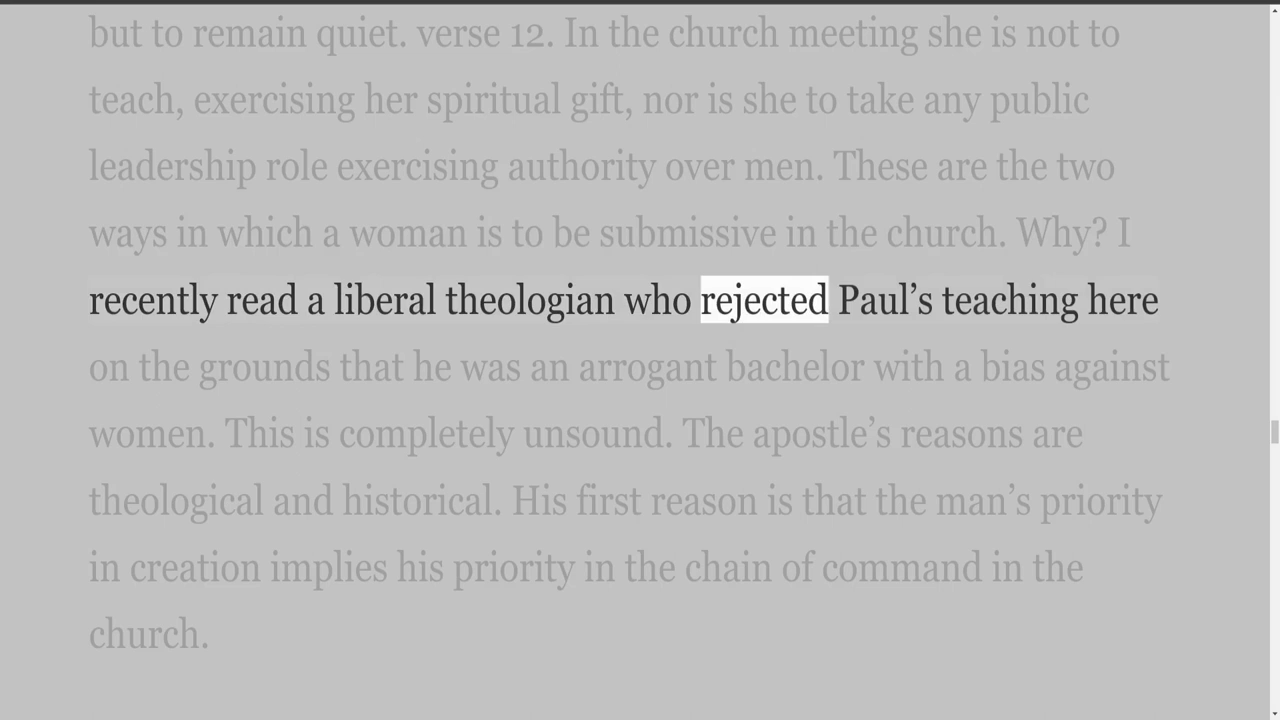 but to remain quiet. verse 12. In the church meeting she is not to
teach, exercising her spiritual gift, nor is she to take any public
leadership role exercising authority over men. These are the two
ways in which a woman is to be submissive in the church. Why? I
recently read a liberal theologian who rejected Paul’s teaching here
on the grounds that he was an arrogant bachelor with a bias against
women. This is completely unsound. The apostle’s reasons are
theological and historical. His first reason is that the man’s priority
in creation implies his priority in the chain of command in the
church.